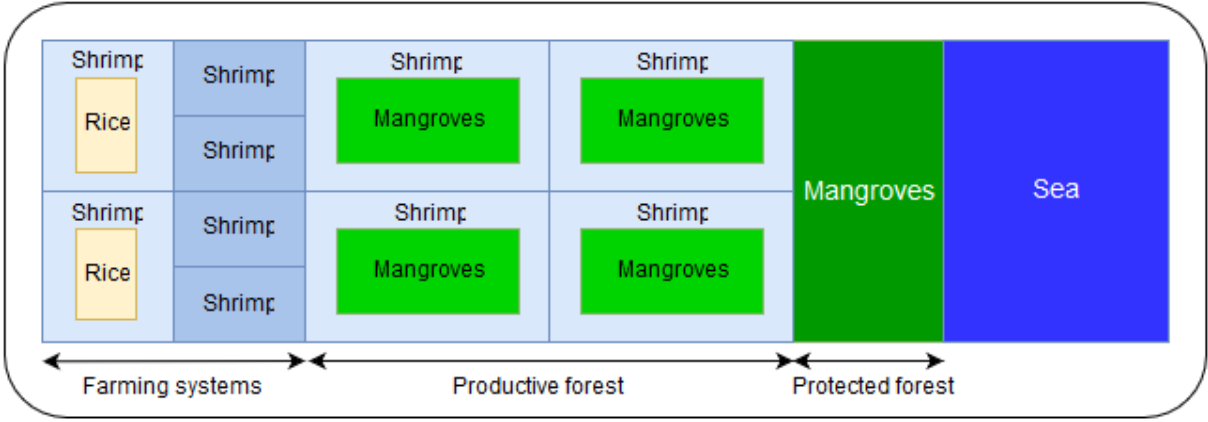 Shrimp
Rice
Shrimp
Shrimp
Shrimp
Mangroves
Shrimp
Mangroves
Shrimp
Rice
Shrimp
Shrimp
Shrimp
Mangroves
Shrimp
Mangroves
Mangroves
Sea
Farming systems
Productive forest
Protected forest